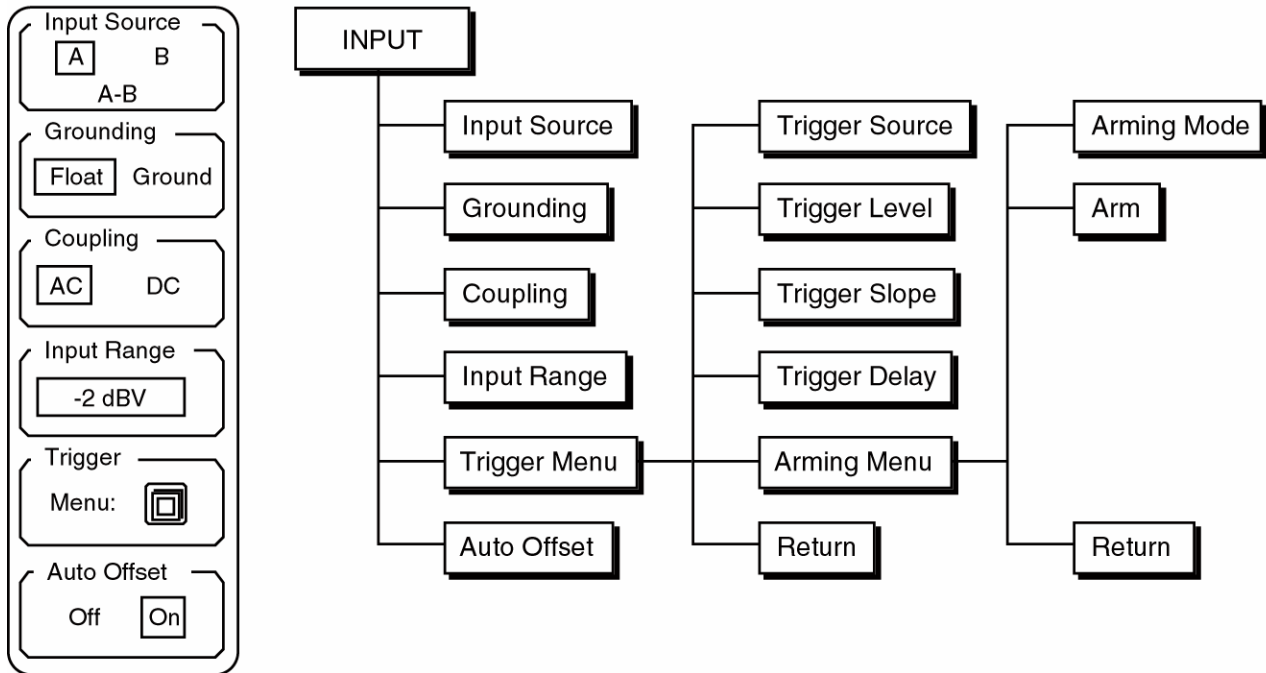 Input Source
A B
A-B
Grounding
Float Ground
Coupling
AC DC
Input Range
-2 dBV
Trigger
Menu:
Auto Offset
Off On
INPUT
Input Source
Grounding
Coupling
Input Range
Trigger Menu
Auto Offset
Trigger Source
Trigger Level
Trigger Slope
Trigger Delay
Arming Menu
Return
Arming Mode
Arm
Return